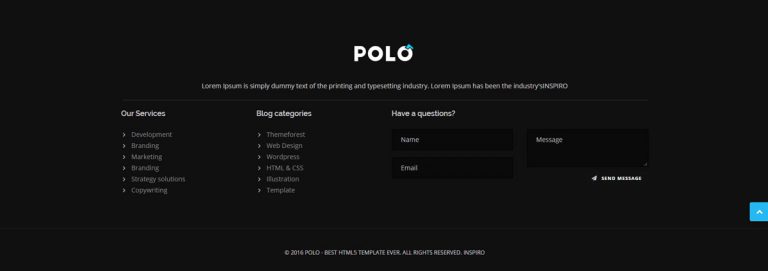 POLO
Lorem Ipsum is simply dummy text of the printing and typesetting industry. Lorem Ipsum has been the industry'sINSPIRO
Our Services
Development
Branding
Marketing
Branding
Strategy solutions
Copywriting
Blog categories
Themeforest
Web Design
Wordpress
HTML & CSS
Illustration
Template
Have a questions?
Name
Email
Message
SEND MESSAGE
© 2016 POLO - BEST HTML5 TEMPLATE EVER. ALL RIGHTS RESERVED. INSPIRO